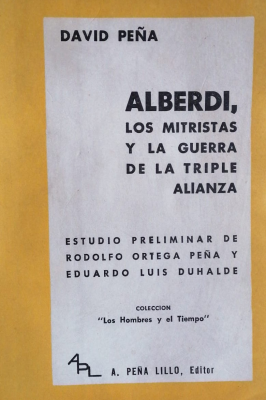 DAVID PEÑA
ALBERDI,
LOS MITRISTAS
Y LA GUERRA
DE LA TRIPLE
ALIANZA
ESTUDIO PRELIMINAR DE
RODOLFO ORTEGA PEÑA Y
EDUARDO LUIS DUHALDE
COLECCION
"Los Hombres y el Tiempo"
APL
A. PEÑA LILLO, Editor